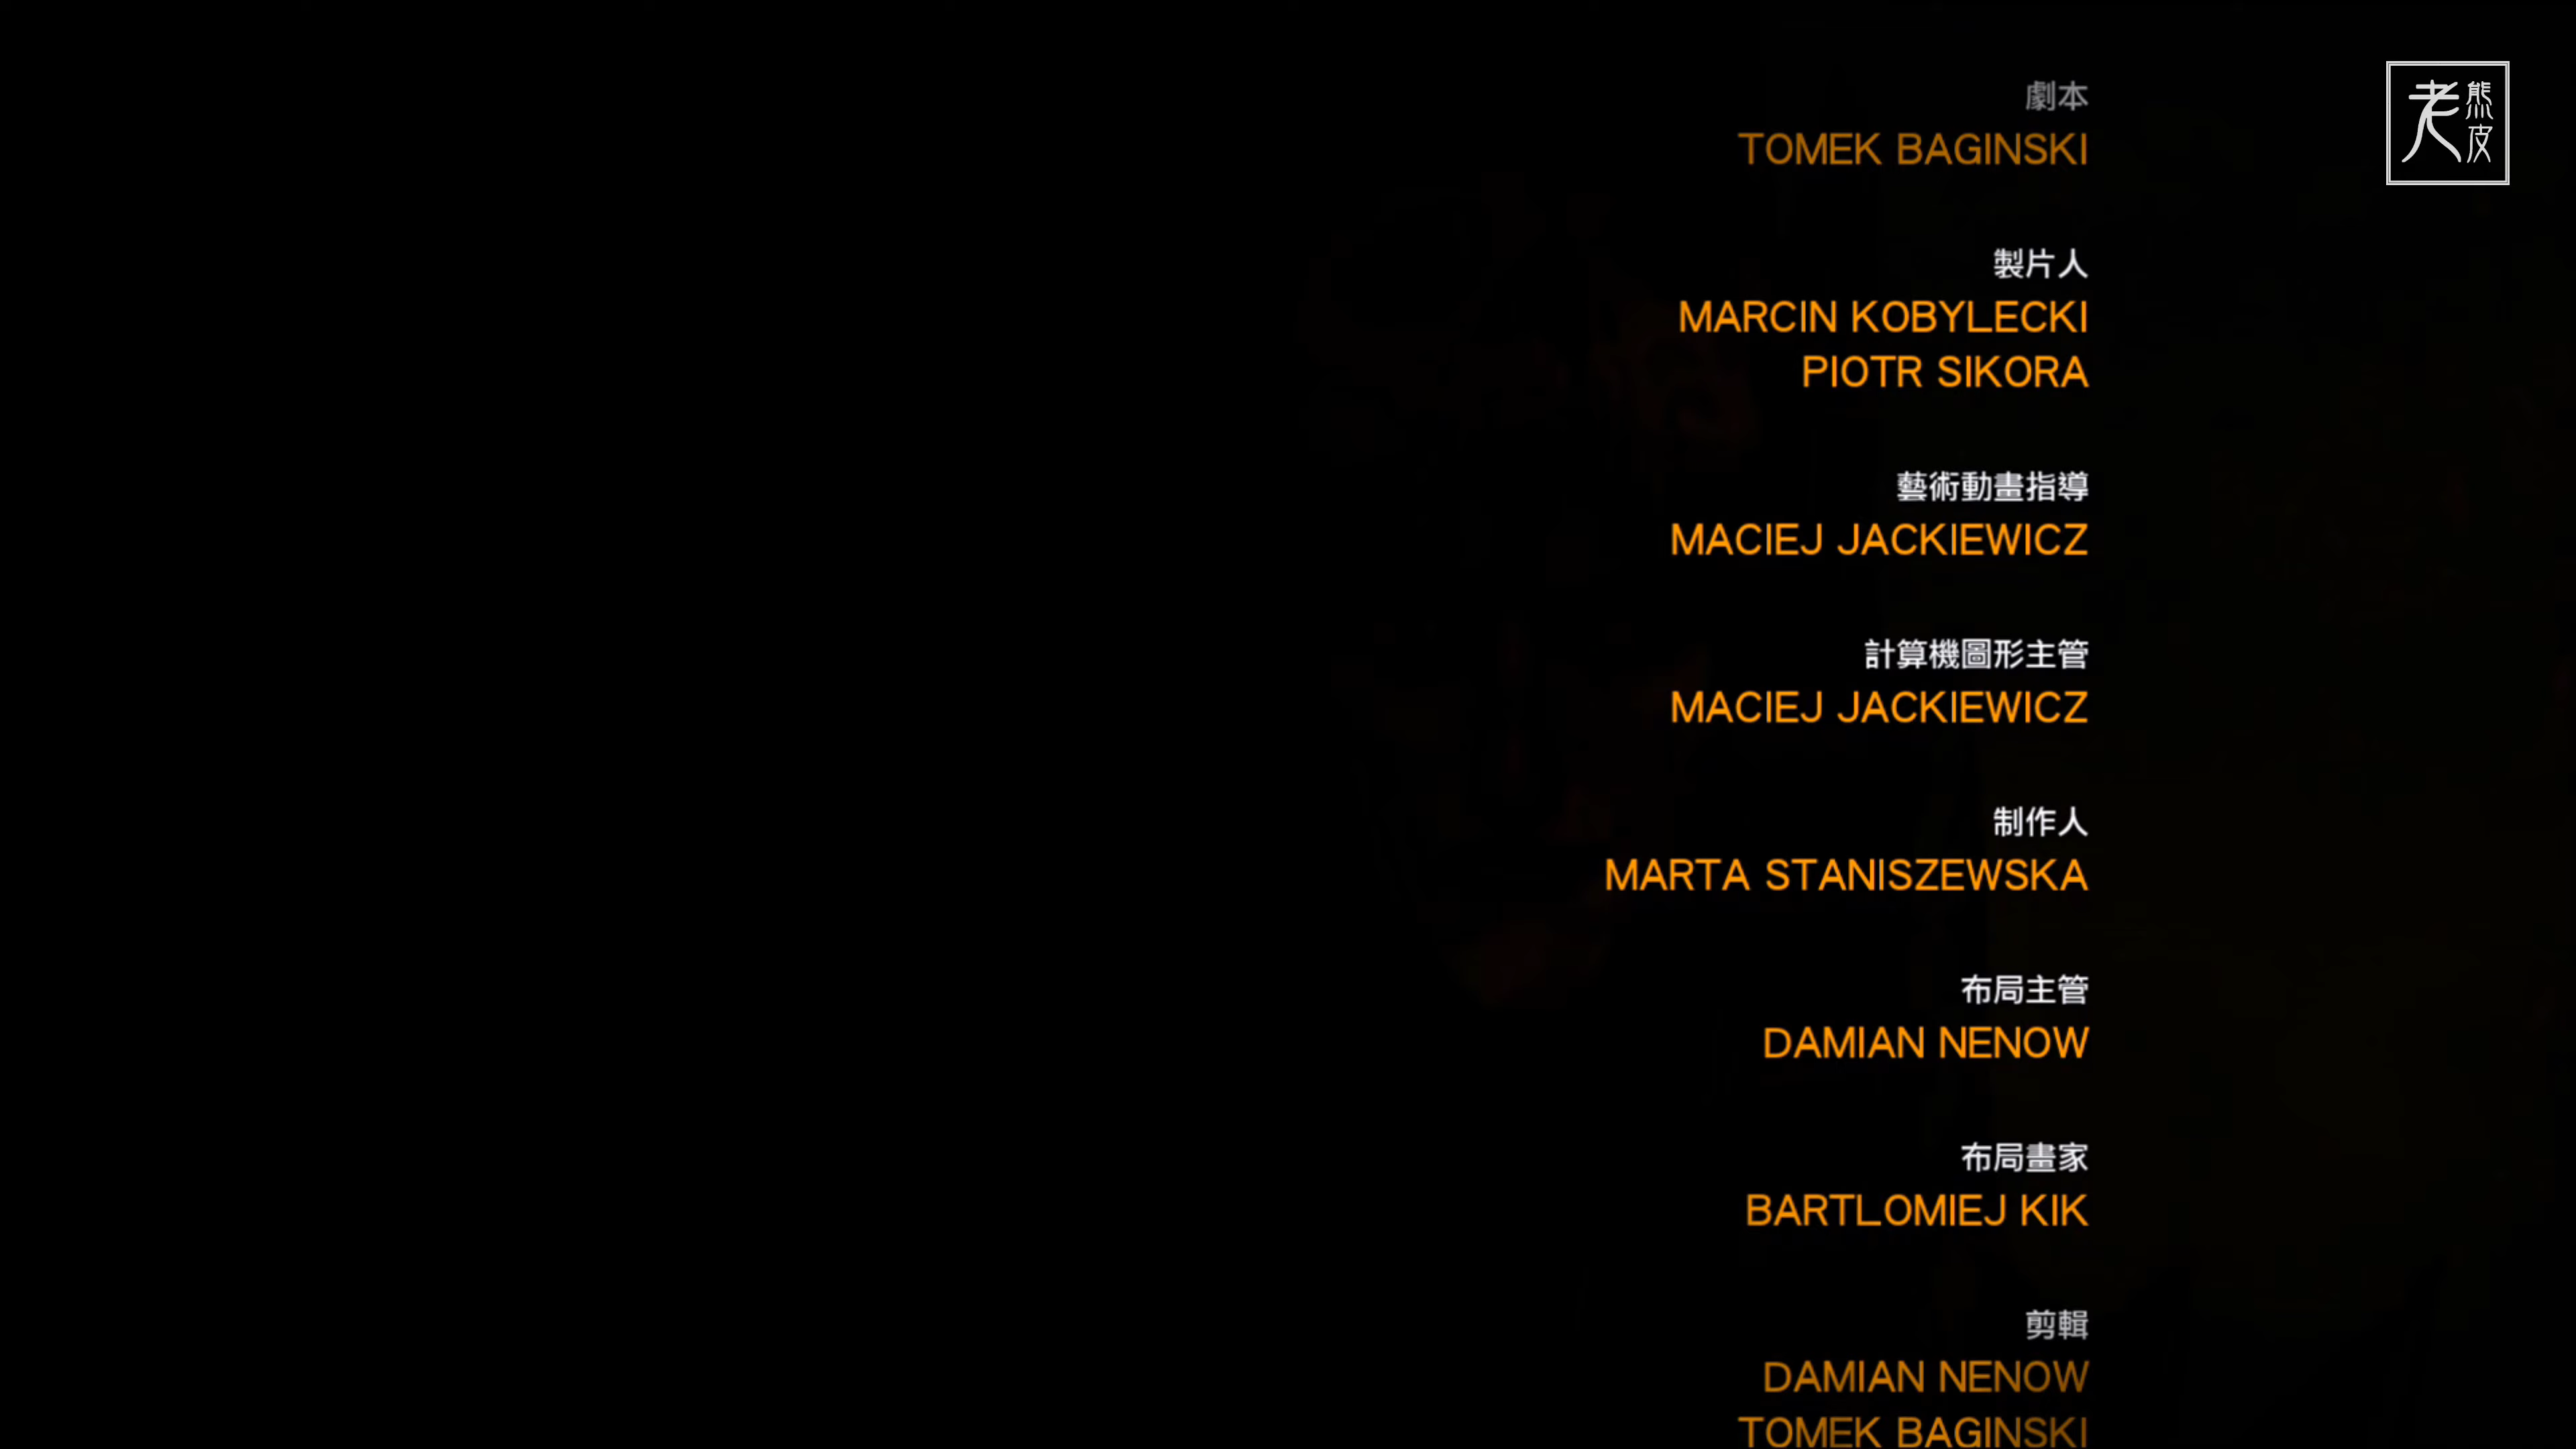 劇本
TOMEK BAGINSKI
老熊皮
製片人
MARCIN KOBYLECKI
PIOTR SIKORA
藝術動畫指導
MACIEJ JACKIEWICZ
計算機圖形主管
MACIEJ JACKIEWICZ
制作人
MARTA STANISZEWSKA
布局主管
DAMIAN NENOW
布局畫家
BARTLOMIEJ KIK
剪輯
DAMIAN NENOW
TOMEK BAGINSKI